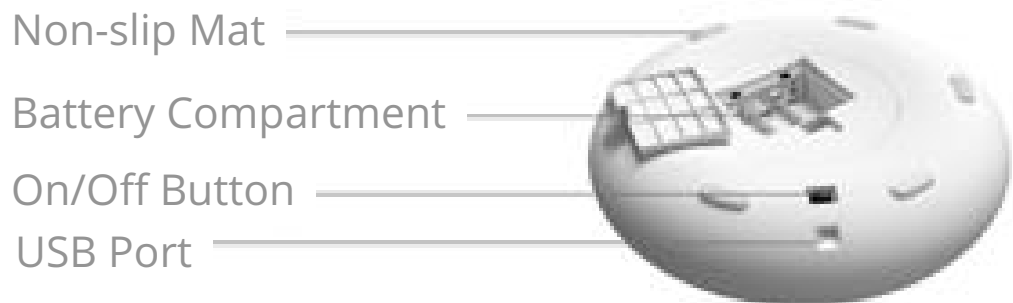 Non-slip Mat
Battery Compartment
On/Off Button
USB Port